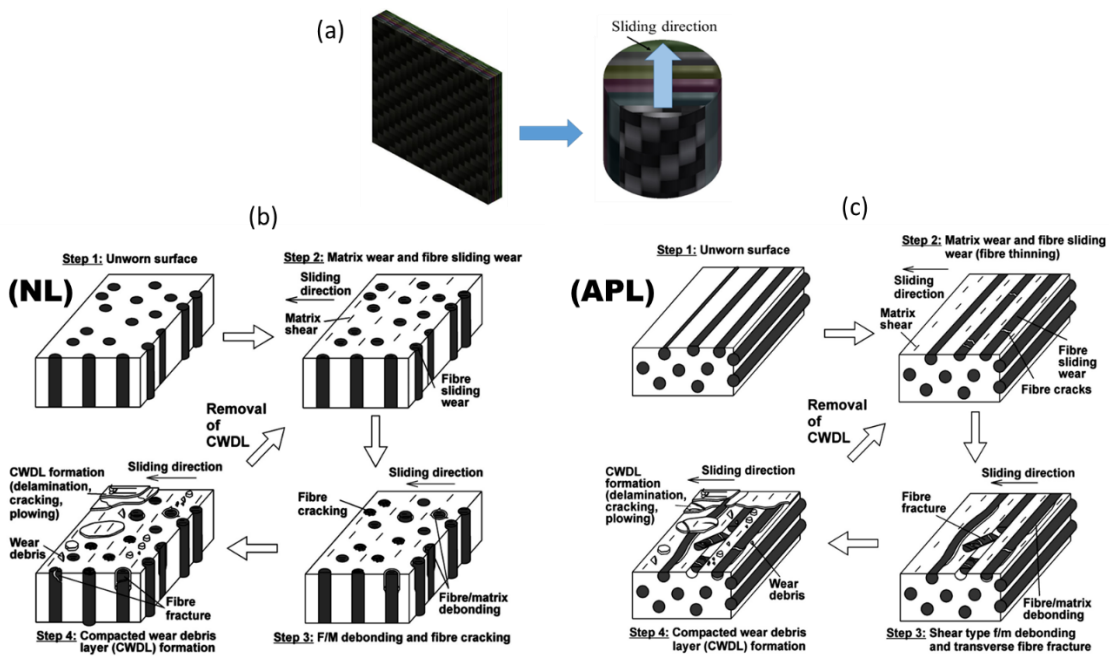 (a)
Sliding direction
(b)
Step 1: Unworn surface
Step 2: Matrix wear and fibre sliding wear
(NL)
Sliding
direction
Matrix
shear
Fibre
sliding
wear
Removal
of
CWDL
CWDL formation
(delamination,
cracking,
plowing)
Sliding direction
Wear
debris
Fibre
fracture
Step 4: Compacted wear debris
layer (CWDL) formation
Sliding direction
Fibre
cracking
Fibre/matrix
debonding
Step 3: F/M debonding and fibre cracking
(c)
Step 1: Unworn surface
Step 2: Matrix wear and fibre sliding
wear (fibre thinning)
(APL)
Sliding
direction
Matrix
shear
Fibre
sliding
wear
Fibre cracks
Removal
of
CWDL
CWDL
formation
(delamination,
cracking,
plowing)
Sliding direction
Wear
debris
Step 4: Compacted wear debris
layer (CWDL) formation
Sliding direction
Fibre
fracture
Fibre/matrix
debonding
Step 3: Shear type f/m debonding
and transverse fibre fracture